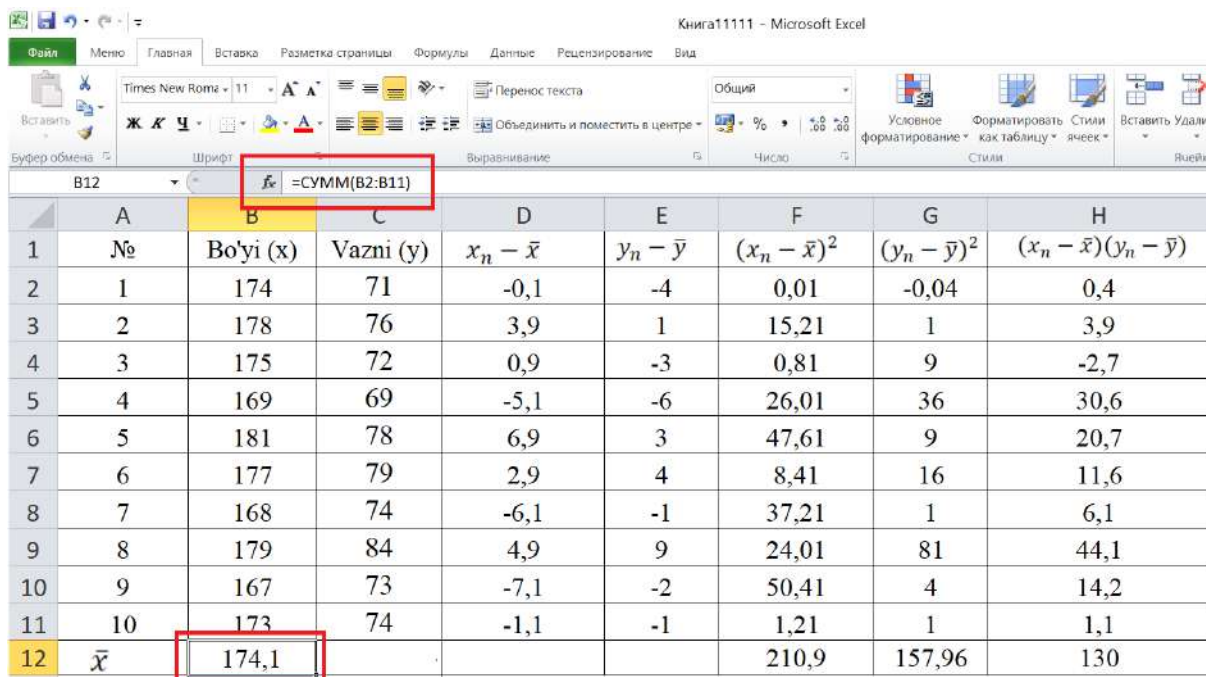 Книга11111 - Microsoft Excel
Файл Меню Главная Вставка Разметка страницы Формулы Данные Рецензирование Вид
Вставить
Times New Roma 11 A A
Ж К Ч A
Перенос текста
Объединить и поместить в центре
Общий
% ,00 ,0
Условное форматирование
Форматировать как таблицу
Стили ячеек
Вставить
Удали
Буфер обмена Шрифт Выравнивание Число Стили Ячейк
B12 fx =СУММ(B2:B11)
A B C D E F G H
1 № Bo'yi (x) Vazni (y) xₙ − x̄ yₙ − ȳ (xₙ − x̄)² (yₙ − ȳ)² (xₙ − x̄)(yₙ − ȳ)
2 1 174 71 -0,1 -4 0,01 -0,04 0,4
3 2 178 76 3,9 1 15,21 1 3,9
4 3 175 72 0,9 -3 0,81 9 -2,7
5 4 169 69 -5,1 -6 26,01 36 30,6
6 5 181 78 6,9 3 47,61 9 20,7
7 6 177 79 2,9 4 8,41 16 11,6
8 7 168 74 -6,1 -1 37,21 1 6,1
9 8 179 84 4,9 9 24,01 81 44,1
10 9 167 73 -7,1 -2 50,41 4 14,2
11 10 173 74 -1,1 -1 1,21 1 1,1
12 x̄ 174,1 210,9 157,96 130